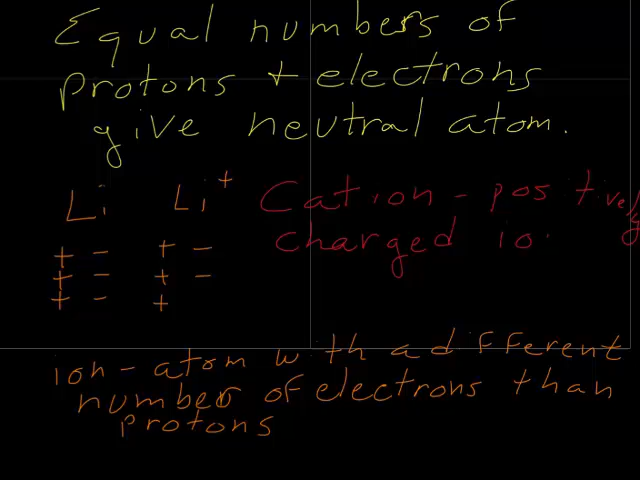 Equal numbers of
protons + electrons
give neutral atom.
Li Li⁺ Cation - positively
charged io
+ - + -
+ - + -
+ - +
ion - atom with a different
number of electrons than
protons